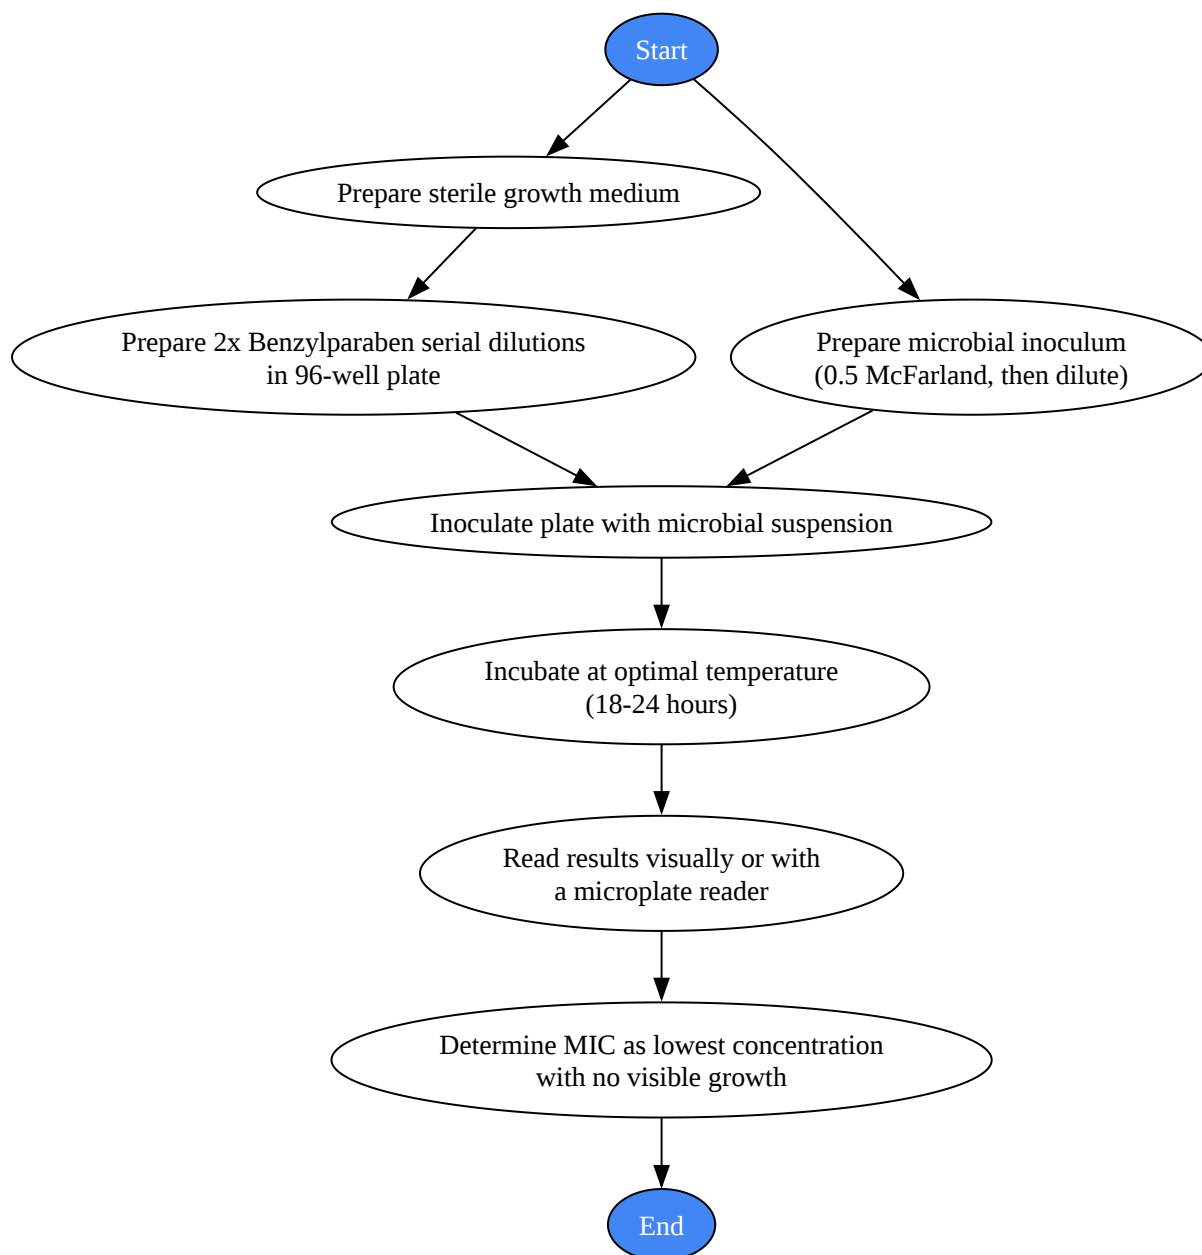 Start
Prepare sterile growth medium
Prepare 2x Benzylparaben serial dilutions
in 96-well plate
Prepare microbial inoculum
(0.5 McFarland, then dilute)
Inoculate plate with microbial suspension
Incubate at optimal temperature
(18-24 hours)
Read results visually or with
a microplate reader
Determine MIC as lowest concentration
with no visible growth
End